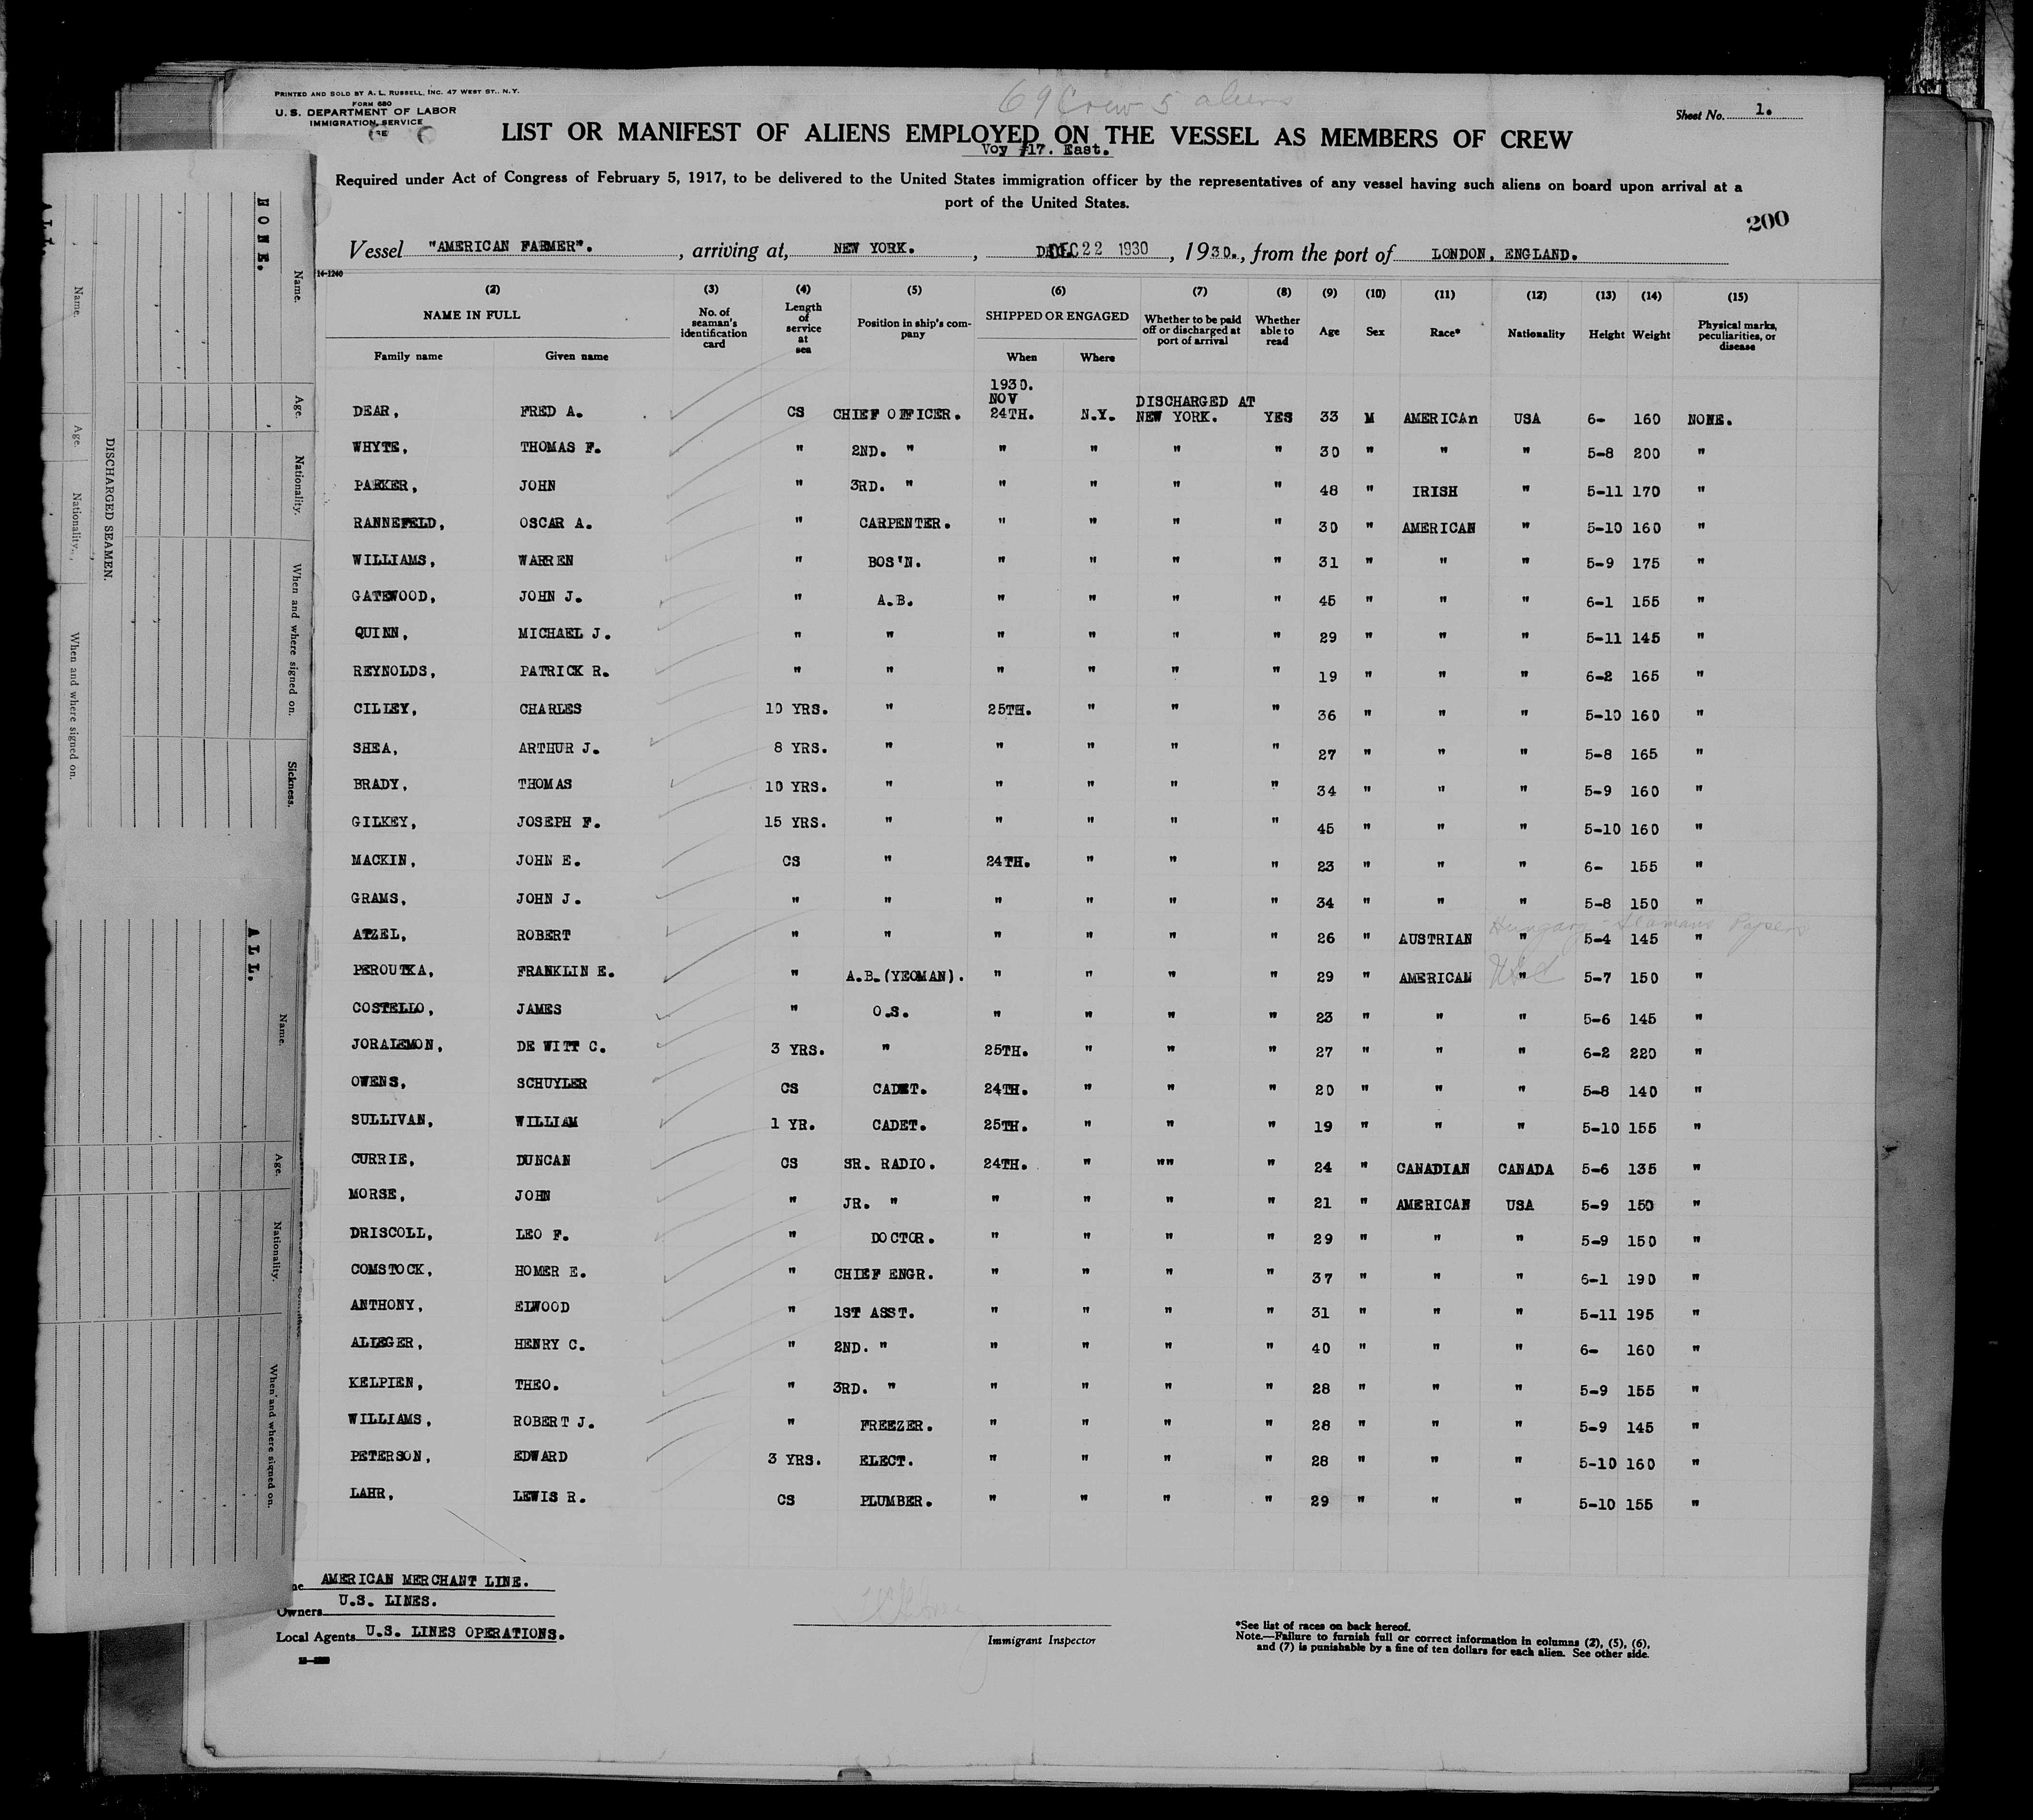 PRINTED AND SOLD BY A. L. RUSSELL, INC. 47 WEST ST., N.Y.
FORM 680
U. S. DEPARTMENT OF LABOR
IMMIGRATION SERVICE
69 Crew 5 aliens
Sheet No. 1.
LIST OR MANIFEST OF ALIENS EMPLOYED ON THE VESSEL AS MEMBERS OF CREW
Voy #17. East.
Required under Act of Congress of February 5, 1917, to be delivered to the United States immigration officer by the representatives of any vessel having such aliens on board upon arrival at a
port of the United States.
200
Vessel "AMERICAN FARMER". , arriving at, NEW YORK. , DEC 22 1930 , 1930., from the port of LONDON, ENGLAND.
14-1240
(2) (3) (4) (5) (6) (7) (8) (9) (10) (11) (12) (13) (14) (15)
NAME IN FULL No. of seaman's identification card Length of service at sea Position in ship's company SHIPPED OR ENGAGED Whether to be paid off or discharged at port of arrival Whether able to read Age Sex Race* Nationality Height Weight Physical marks, peculiarities, or disease
Family name Given name When Where
1930.
NOV DISCHARGED AT
DEAR, FRED A. CS CHIEF OFFICER. 24TH. N.Y. NEW YORK. YES 33 M AMERICAn USA 6- 160 NONE.
WHYTE, THOMAS F. " 2ND. " " " " " 30 " " " 5-8 200 "
PARKER, JOHN " 3RD. " " " " " 48 " IRISH " 5-11 170 "
RANNEFELD, OSCAR A. " CARPENTER. " " " " 30 " AMERICAN " 5-10 160 "
WILLIAMS, WARREN " BOS'N. " " " " 31 " " " 5-9 175 "
GATEWOOD, JOHN J. " A.B. " " " " 45 " " " 6-1 155 "
QUINN, MICHAEL J. " " " " " " 29 " " " 5-11 145 "
REYNOLDS, PATRICK R. " " " " " " 19 " " " 6-2 165 "
CILLEY, CHARLES 10 YRS. " 25TH. " " " 36 " " " 5-10 160 "
SHEA, ARTHUR J. 8 YRS. " " " " " 27 " " " 5-8 165 "
BRADY, THOMAS 10 YRS. " " " " " 34 " " " 5-9 160 "
GILKEY, JOSEPH F. 15 YRS. " " " " " 45 " " " 5-10 160 "
MACKIN, JOHN E. CS " 24TH. " " " 23 " " " 6- 155 "
GRAMS, JOHN J. " " " " " " 34 " " " 5-8 150 "
Hungary Seamans Papers
ATZEL, ROBERT " " " " " " 26 " AUSTRIAN " 5-4 145 "
PEROUTKA, FRANKLIN E. " A.B.(YEOMAN). " " " " 29 " AMERICAN " 5-7 150 "
COSTELLO, JAMES " O.S. " " " " 23 " " " 5-6 145 "
JORALEMON, DE WITT C. 3 YRS. " 25TH. " " " 27 " " " 6-2 220 "
OWENS, SCHUYLER CS CADET. 24TH. " " " 20 " " " 5-8 140 "
SULLIVAN, WILLIAM 1 YR. CADET. 25TH. " " " 19 " " " 5-10 155 "
CURRIE, DUNCAN CS SR. RADIO. 24TH. " "" " 24 " CANADIAN CANADA 5-6 135 "
MORSE, JOHN " JR. " " " " " 21 " AMERICAN USA 5-9 150 "
DRISCOLL, LEO F. " DOCTOR. " " " " 29 " " " 5-9 150 "
COMSTOCK, HOMER E. " CHIEF ENGR. " " " " 37 " " " 6-1 190 "
ANTHONY, ELWOOD " 1ST ASST. " " " " 31 " " " 5-11 195 "
ALLEGER, HENRY C. " 2ND. " " " " " 40 " " " 6- 160 "
KELPIEN, THEO. " 3RD. " " " " " 28 " " " 5-9 155 "
WILLIAMS, ROBERT J. " FREEZER. " " " " 28 " " " 5-9 145 "
PETERSON, EDWARD 3 YRS. ELECT. " " " " 28 " " " 5-10 160 "
LAHR, LEWIS R. CS PLUMBER. " " " " 29 " " " 5-10 155 "
AMERICAN MERCHANT LINE.
Owners U.S. LINES.
Local Agents U.S. LINES OPERATIONS.
Immigrant Inspector
*See list of races on back hereof.
Note.—Failure to furnish full or correct information in columns (2), (5), (6),
and (7) is punishable by a fine of ten dollars for each alien. See other side.
NONE.
Name. Age. Nationality. When and where signed on. Sickness.
DISCHARGED SEAMEN.
Name. Age. Nationality. When and where signed on.
ALL.
Name. Age. Nationality. When and where signed on.